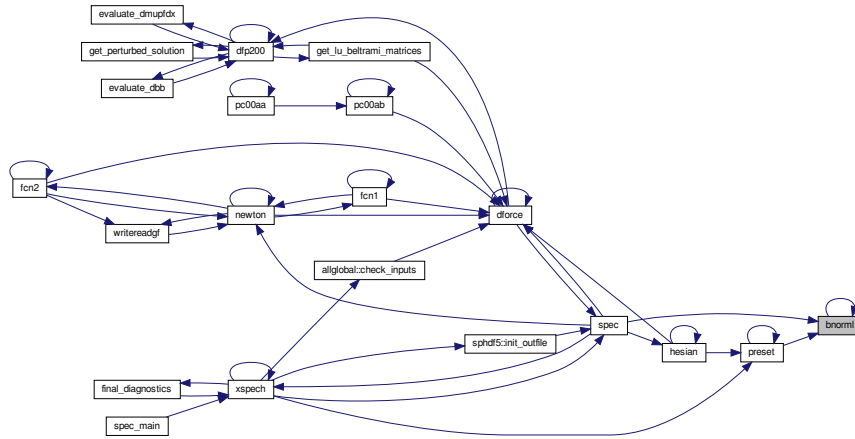 evaluate_dmupfdx
get_perturbed_solution
dfp200
get_lu_beltrami_matrices
evaluate_dbb
pc00aa
pc00ab
fcn2
fcn1
newton
dforce
writereadgf
allglobal::check_inputs
spec
bnorml
sphdf5::init_outfile
hesian
preset
final_diagnostics
xspech
spec_main